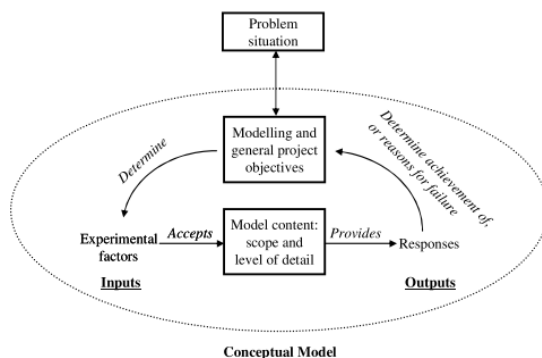 Problem
situation
Modelling and
general project
objectives
Determine
Determine achievement of,
or reasons for failure
Experimental
factors
Accepts
Model content:
scope and
level of detail
Provides
Responses
Inputs
Outputs
Conceptual Model